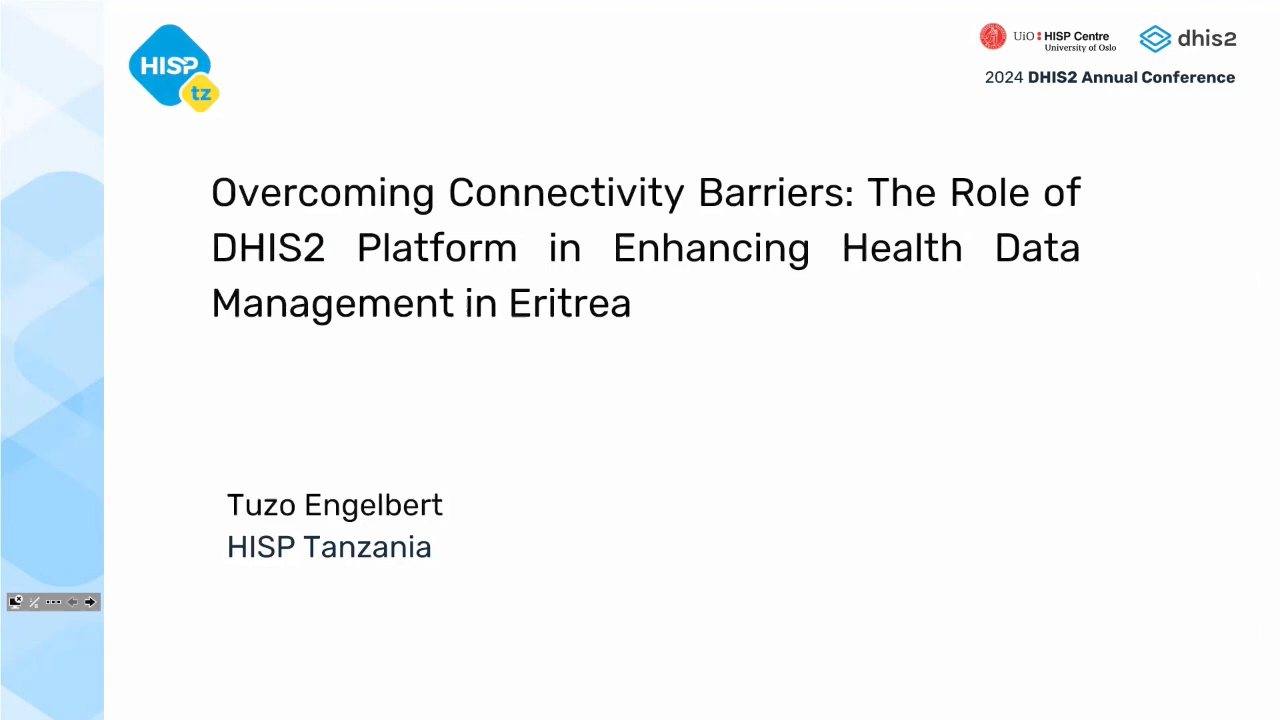 HISP
tz
UiO HISP Centre
University of Oslo
dhis2
2024 DHIS2 Annual Conference
Overcoming Connectivity Barriers: The Role of
DHIS2 Platform in Enhancing Health Data
Management in Eritrea
Tuzo Engelbert
HISP Tanzania